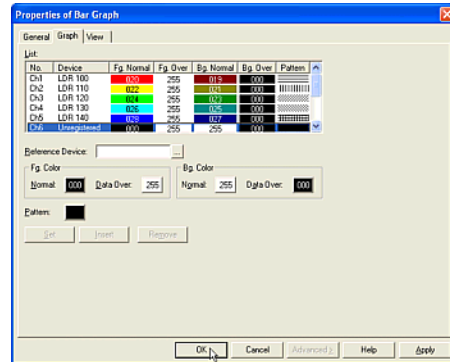 Properties of Bar Graph
General Graph View
List:
No. Device Fg. Normal Fg. Over Bg. Normal Bg. Over Pattern
Ch1 LDR 100 020 255 019 000
Ch2 LDR 110 022 255 021 000
Ch3 LDR 120 024 255 023 000
Ch4 LDR 130 026 255 025 000
Ch5 LDR 140 028 255 027 000
Ch6 Unregistered 000 255 255 000
Reference Device: ...
Fg. Color Bg. Color
Normal: 000 Data Over: 255 Normal: 255 Data Over: 000
Pattern:
Set Insert Remove
OK Cancel Advanced > Help Apply